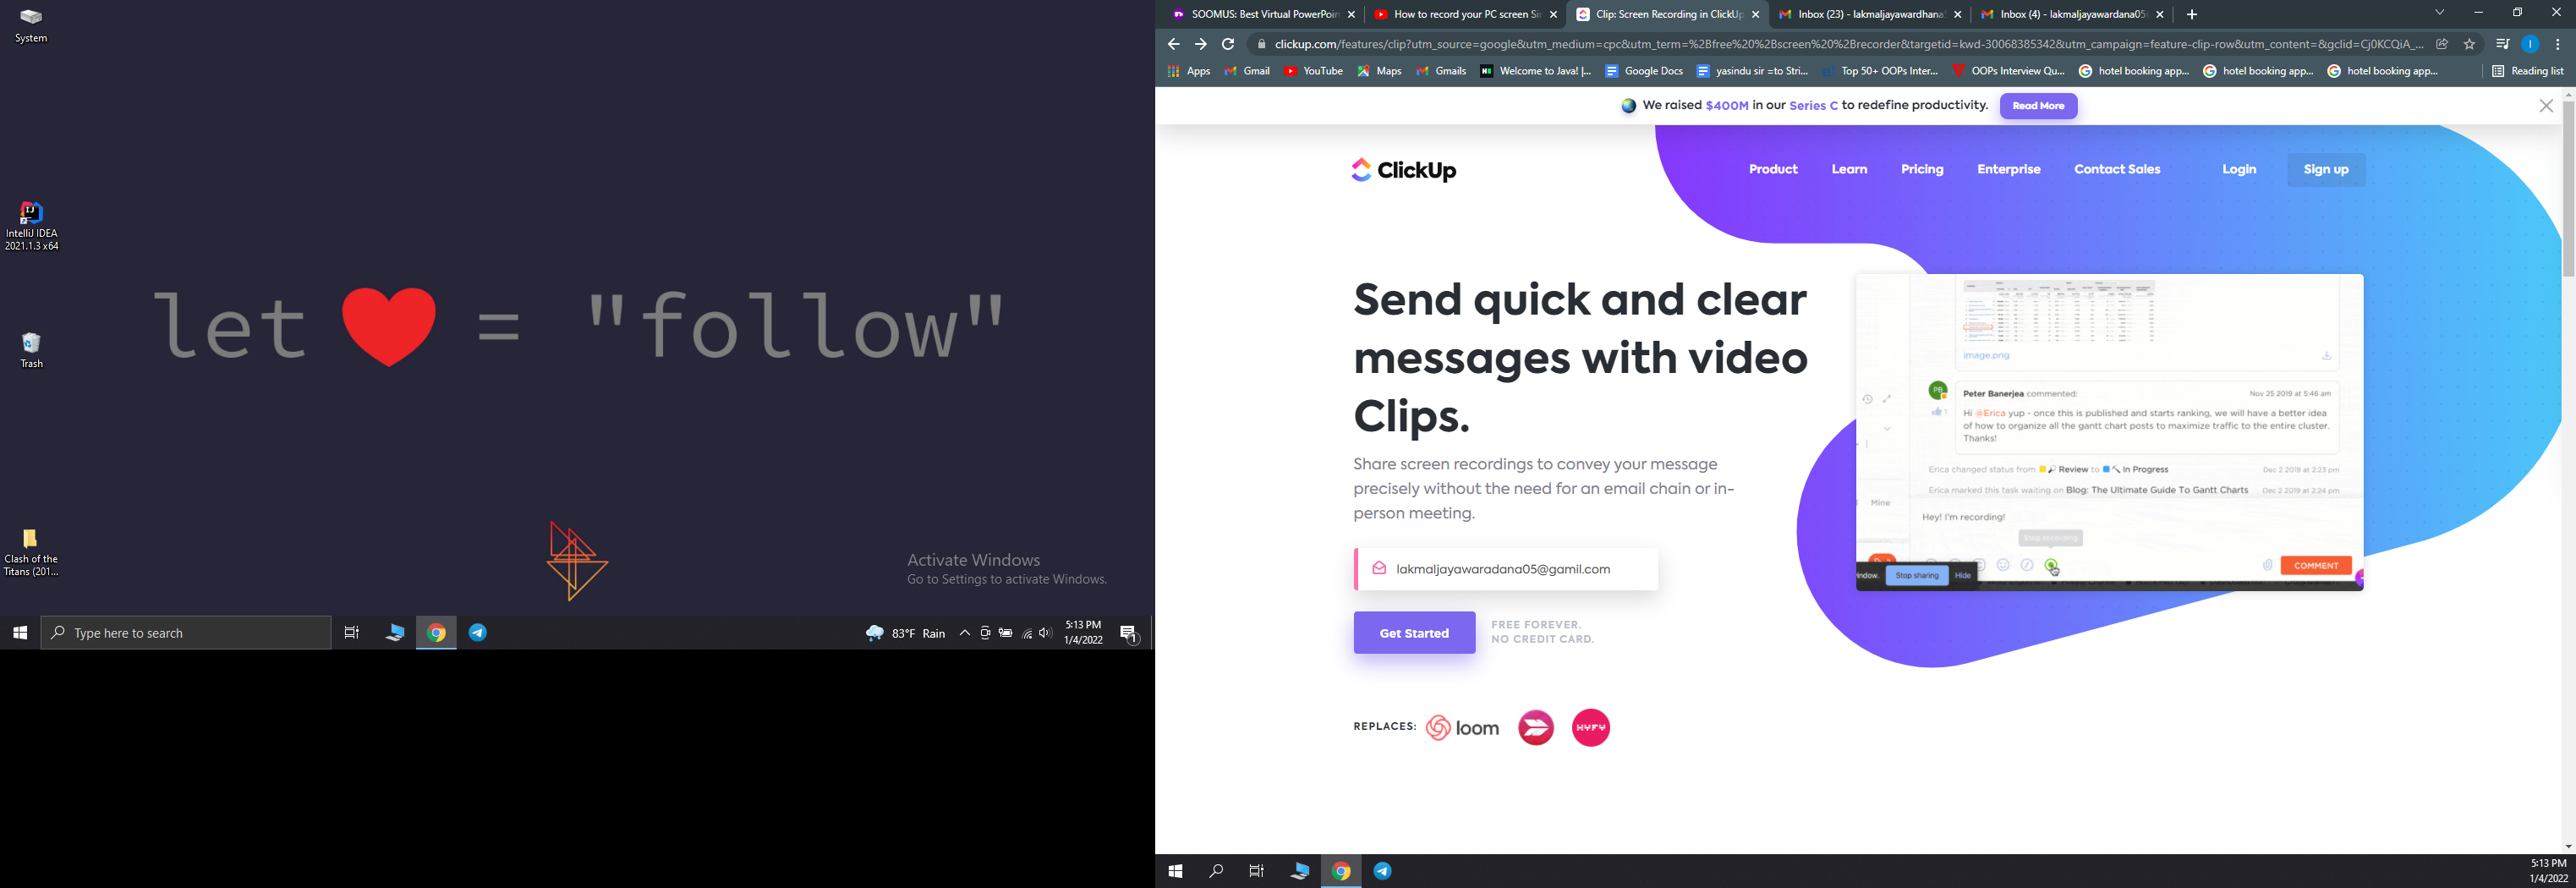 System
IntelliJ IDEA
2021.1.3 x64
Trash
Clash of the
Titans (201...
let ❤ = "follow"
Activate Windows
Go to Settings to activate Windows.
Type here to search
83°F Rain
5:13 PM
1/4/2022
1
SOOMUS: Best Virtual PowerPoin
How to record your PC screen Si
Clip: Screen Recording in ClickUp
Inbox (23) - lakmaljayawardhana
Inbox (4) - lakmaljayawardana05
clickup.com/features/clip?utm_source=google&utm_medium=cpc&utm_term=%2Bfree%20%2Bscreen%20%2Brecorder&targetid=kwd-30068385342&utm_campaign=feature-clip-row&utm_content=&gclid=Cj0KCQiA_...
Apps
Gmail
YouTube
Maps
Gmails
Welcome to Java! |...
Google Docs
yasindu sir =to Stri...
Top 50+ OOPs Inter...
OOPs Interview Qu...
hotel booking app...
hotel booking app...
hotel booking app...
Reading list
We raised $400M in our Series C to redefine productivity.
Read More
ClickUp
Product
Learn
Pricing
Enterprise
Contact Sales
Login
Sign up
Send quick and clear
messages with video
Clips.
Share screen recordings to convey your message
precisely without the need for an email chain or in-
person meeting.
lakmaljayawaradana05@gamil.com
Get Started
FREE FOREVER.
NO CREDIT CARD.
REPLACES:
loom
HYFY
image.png
PB
Peter Banerjea commented:
Nov 25 2019 at 5:46 am
1
Hi @Erica yup - once this is published and starts ranking, we will have a better idea
of how to organize all the gantt chart posts to maximize traffic to the entire cluster.
Thanks!
Erica changed status from Review to In Progress
Dec 2 2019 at 2:23 pm
Erica marked this task waiting on Blog: The Ultimate Guide To Gantt Charts
Dec 2 2019 at 2:24 pm
Mine
Hey! I'm recording!
Stop recording
COMMENT
indow.
Stop sharing
Hide
5:13 PM
1/4/2022